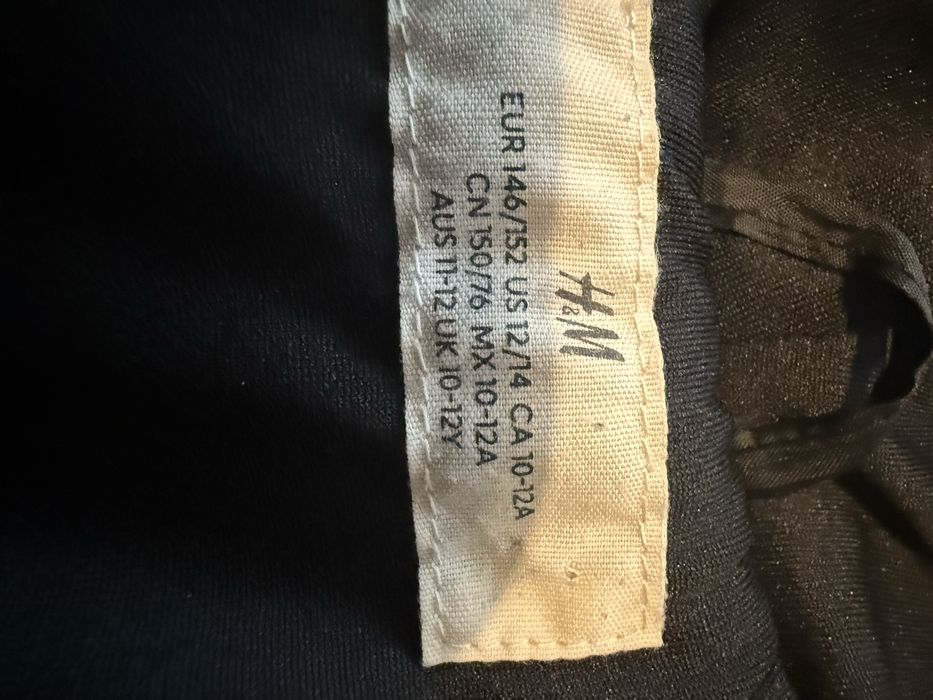 H&M
EUR 146/152 US 12/14 CA 10-12A
CN 150/76 MX 10-12A
AUS 11-12 UK 10-12Y